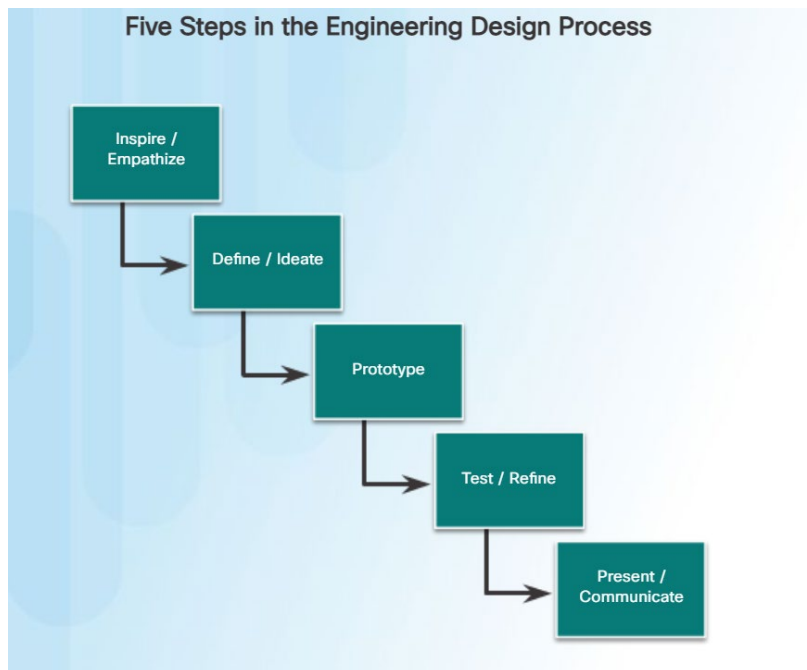 Five Steps in the Engineering Design Process
Inspire /
Empathize
Define / Ideate
Prototype
Test / Refine
Present /
Communicate